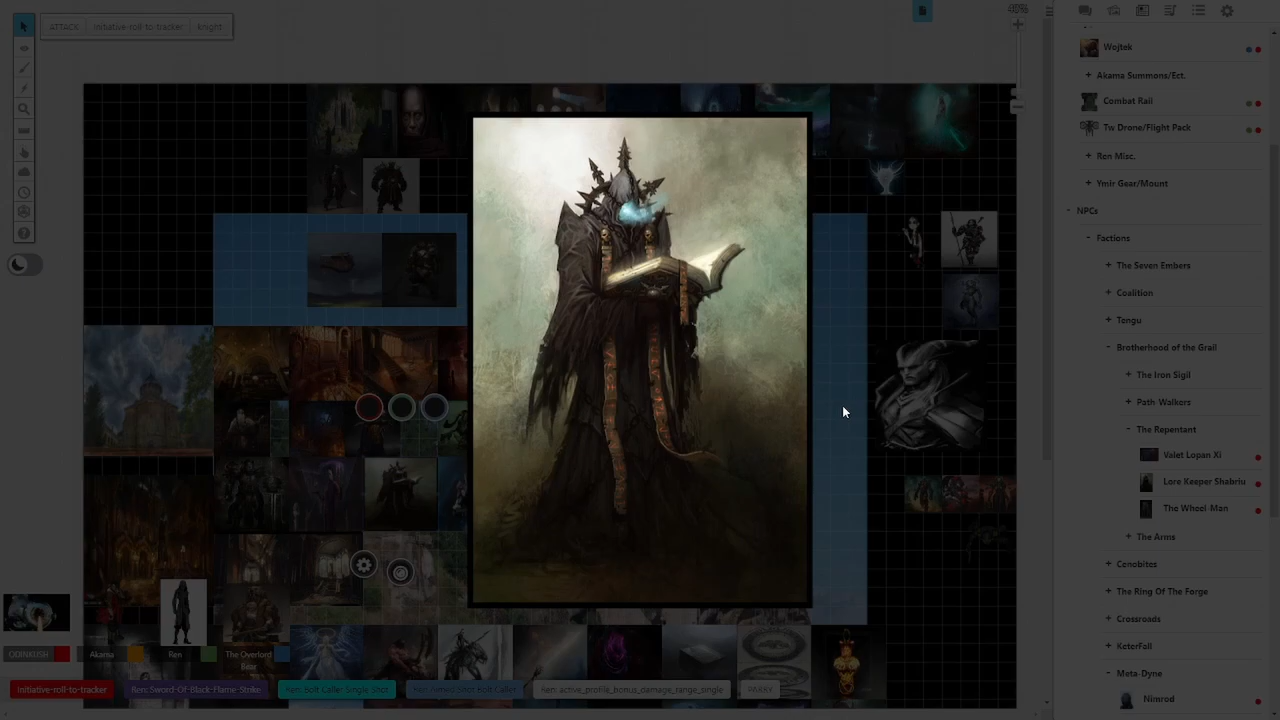 ATTACK
Initiative-roll-to-tracker
Knight
Wojtek
Akama Summons/Ect.
Combat Raii
Tw Drone/Flight Pack
Ren Misc.
Ymir Gear/Mount
NPCs
Factions
The Seven Embers
Coalition
Tengu
Brotherhood of the Grail
The Iron Sigil
Path-Walkers
The Repentant
Valet Lopan Xi
Lore Keeper Shabriu
The Wheel-Man
The Arms
Cenobites
The Ring Of The Forge
Crossroads
KeterFall
Meta-Dyne
Nimrod
ODINKUSH
Akama
Ren
The Overlord
Bear
Initiative-roll-to-tracker
Ren: Sword-Of-Black-Flame-Strike
Ren: Bolt Caller Single Shot
Ren: active_profile_bonus_damage_range_single
PARRY